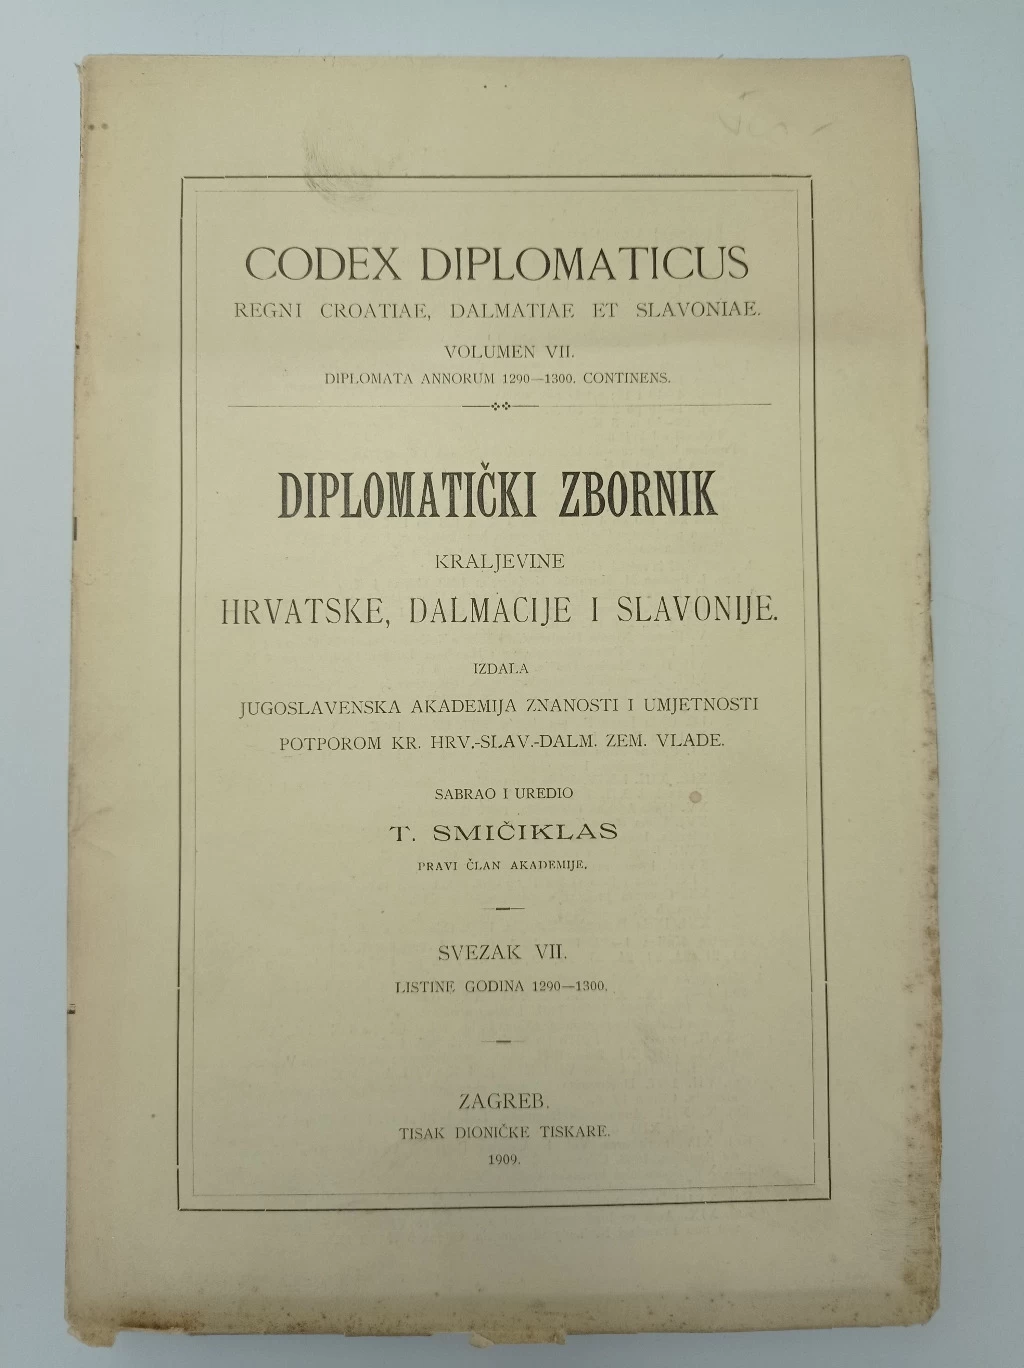 CODEX DIPLOMATICUS
REGNI CROATIAE, DALMATIAE ET SLAVONIAE.
VOLUMEN VII.
DIPLOMATA ANNORUM 1290—1300. CONTINENS.
DIPLOMATIČKI ZBORNIK
KRALJEVINE
HRVATSKE, DALMACIJE I SLAVONIJE.
IZDALA
JUGOSLAVENSKA AKADEMIJA ZNANOSTI I UMJETNOSTI
POTPOROM KR. HRV.-SLAV.-DALM. ZEM. VLADE.
SABRAO I UREDIO
T. SMIČIKLAS
PRAVI ČLAN AKADEMIJE.
SVEZAK VII.
LISTINE GODINA 1290—1300.
ZAGREB.
TISAK DIONIČKE TISKARE.
1909.